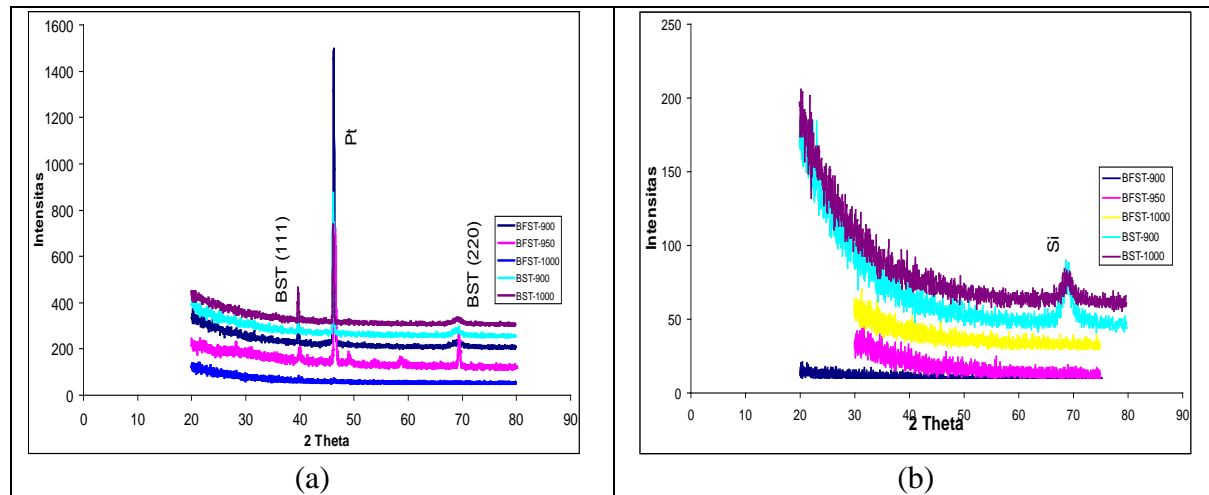 1600
1400
1200
1000
800
600
400
200
0
Intensitas
0 10 20 30 40 50 60 70 80 90
2 Theta
BST (111)
Pt
BST (220)
BFST-900
BFST-950
BFST-1000
BST-900
BST-1000
(a)
250
200
150
100
50
0
Intensitas
0 10 20 30 40 50 60 70 80 90
2 Theta
Si
BFST-900
BFST-950
BFST-1000
BST-900
BST-1000
(b)